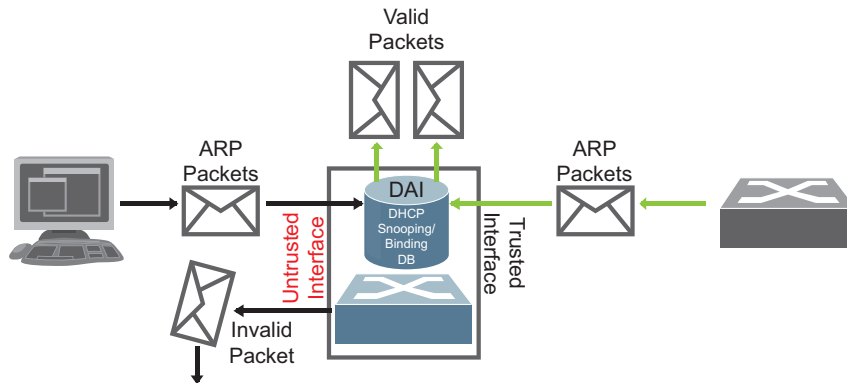 Valid
Packets
ARP
Packets
DAI
DHCP
Snooping/
Binding
DB
ARP
Packets
Untrusted
Interface
Trusted
Interface
Invalid
Packet